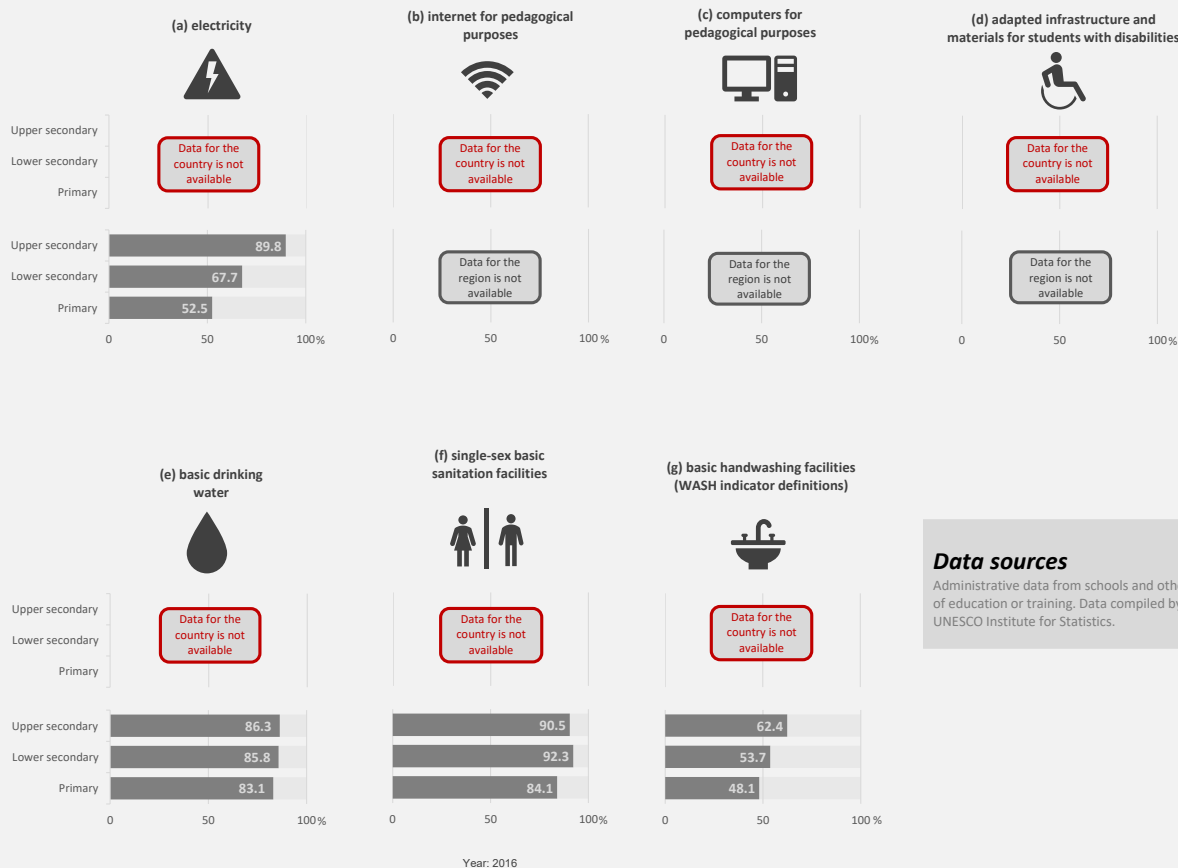 (a) electricity
(b) internet for pedagogical
purposes
(c) computers for
pedagogical purposes
(d) adapted infrastructure and
materials for students with disabilities
Upper secondary
Lower secondary
Primary
Data for the
country is not
available
Data for the
country is not
available
Data for the
country is not
available
Data for the
country is not
available
Upper secondary
Lower secondary
Primary
89.8
67.7
52.5
Data for the
region is not
available
Data for the
region is not
available
Data for the
region is not
available
0 50 100%
0 50 100%
0 50 100%
0 50 100%
(e) basic drinking
water
(f) single-sex basic
sanitation facilities
(g) basic handwashing facilities
(WASH indicator definitions)
Upper secondary
Lower secondary
Primary
Data for the
country is not
available
Data for the
country is not
available
Data for the
country is not
available
Data sources
Administrative data from schools and
of education or training. Data compiled by
UNESCO Institute for Statistics.
Upper secondary
Lower secondary
Primary
86.3
85.8
83.1
90.5
92.3
84.1
62.4
53.7
48.1
0 50 100 %
0 50 100 %
0 50 100 %
Year: 2016